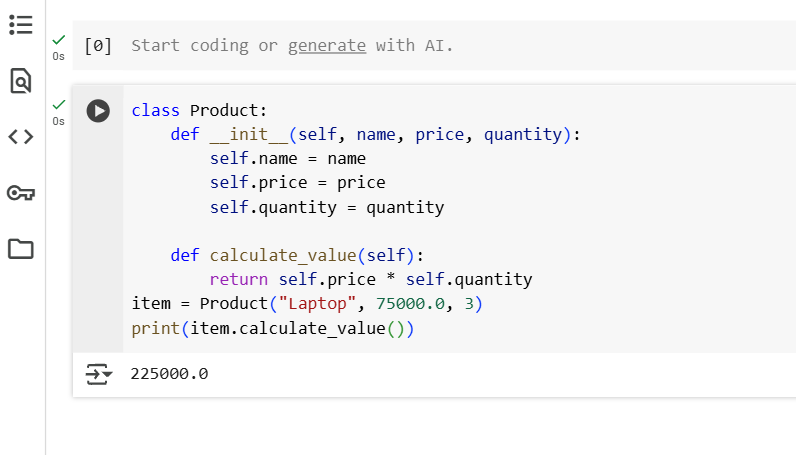 [0] Start coding or generate with AI.
0s
0s
class Product:
    def __init__(self, name, price, quantity):
        self.name = name
        self.price = price
        self.quantity = quantity

    def calculate_value(self):
        return self.price * self.quantity
item = Product("Laptop", 75000.0, 3)
print(item.calculate_value())
225000.0